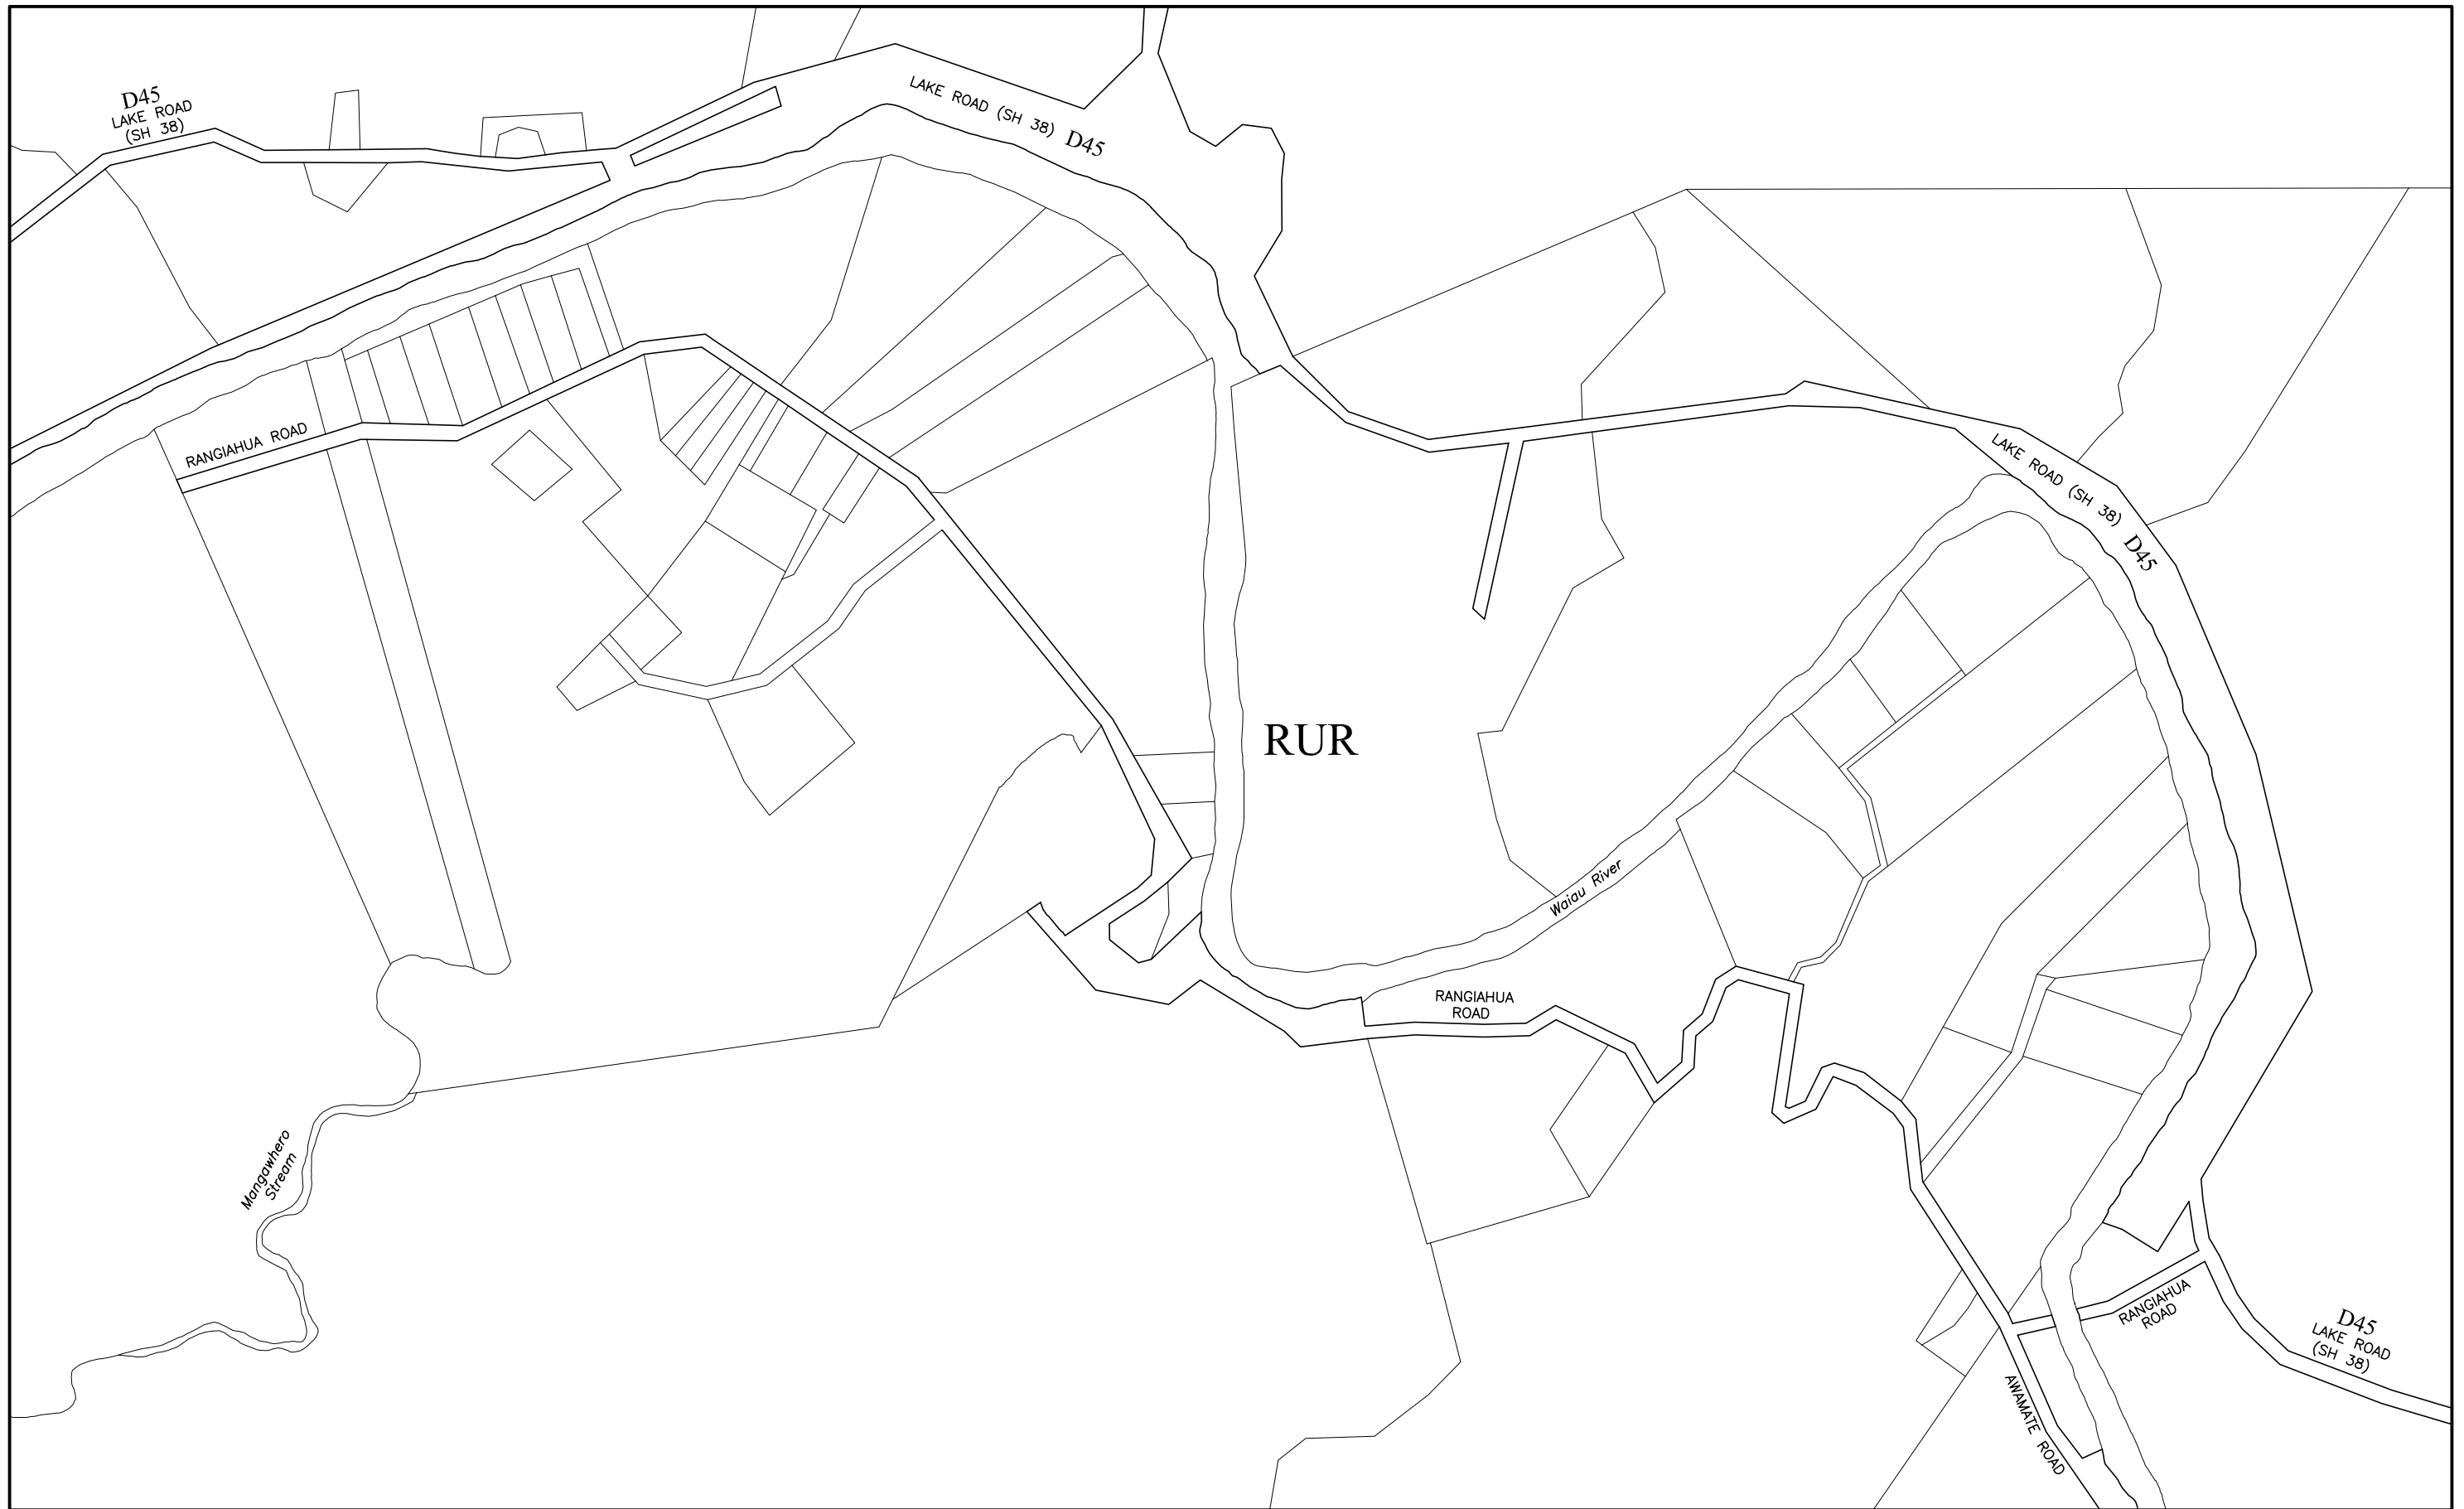 D45
LAKE ROAD
(SH 38)
LAKE ROAD (SH 38) D45
RANGIAHUA ROAD
LAKE ROAD (SH 38)
D45
RUR
Waiau River
RANGIAHUA
ROAD
Mangawhero
Stream
RANGIAHUA
ROAD
D45
LAKE ROAD
(SH 38)
AWAMATE ROAD